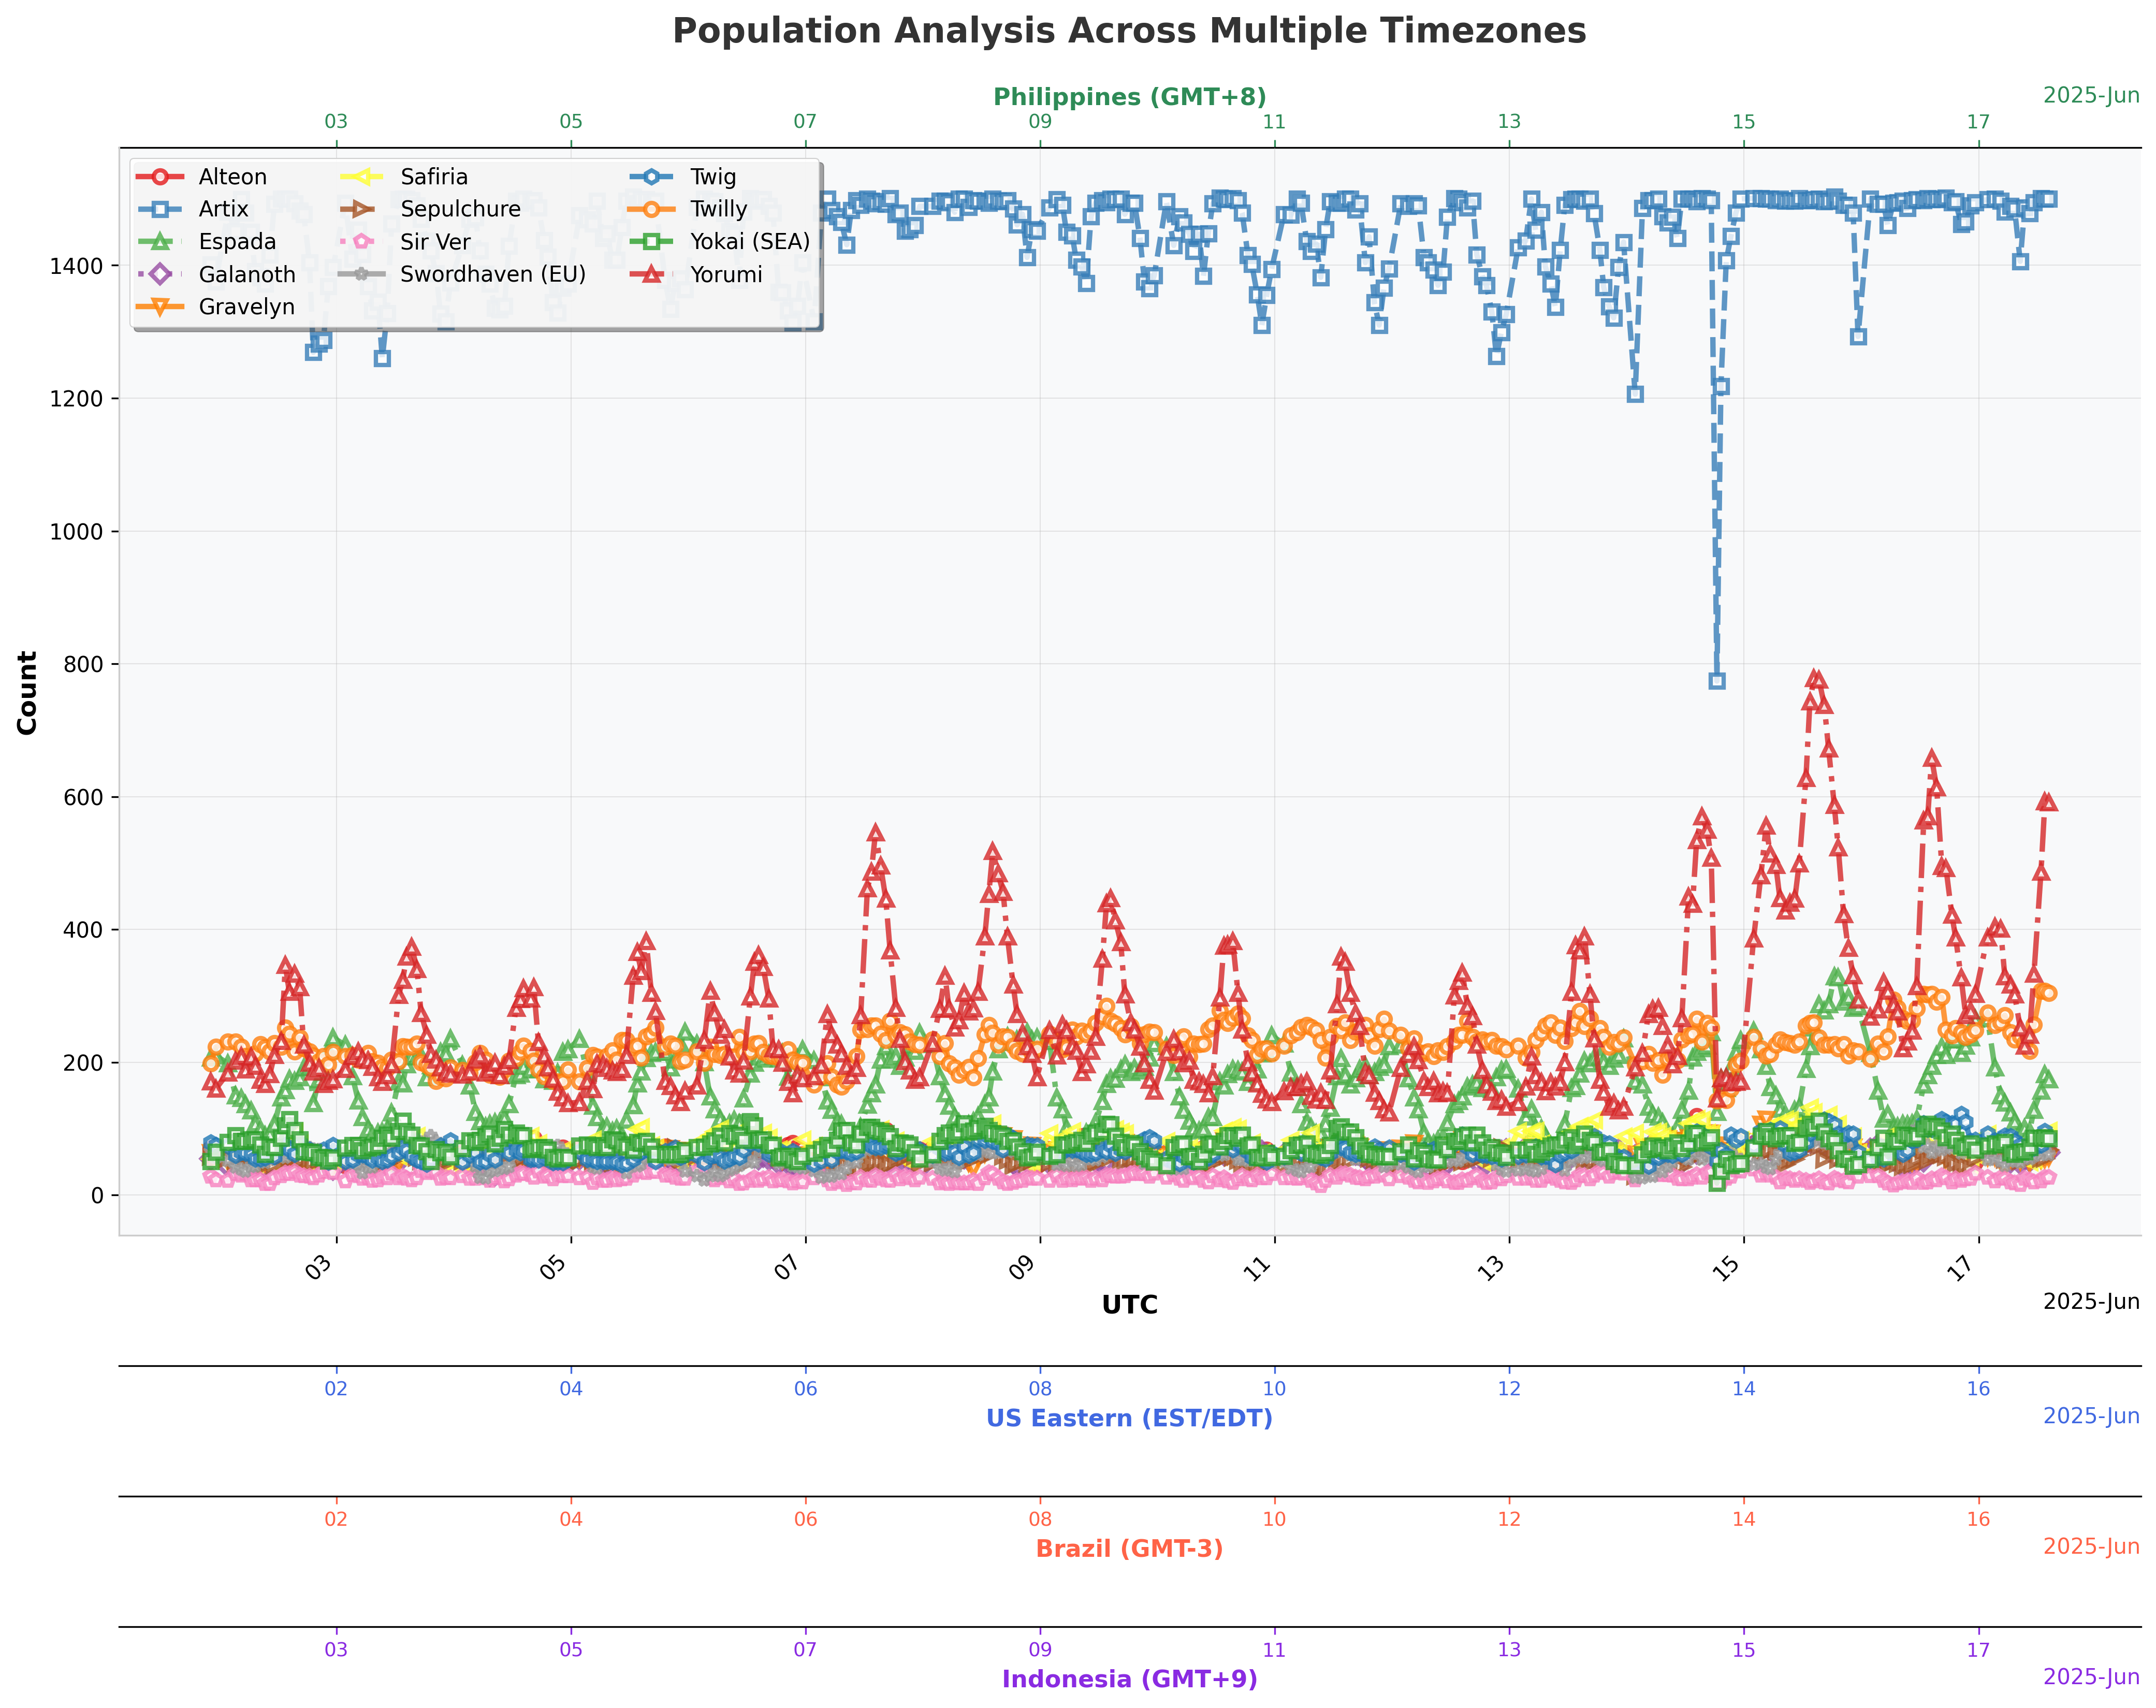 Population Analysis Across Multiple Timezones
Philippines (GMT+8)
2025-Jun
03 05 07 09 11 13 15 17
Alteon
Artix
Espada
Galanoth
Gravelyn
Safiria
Sepulchure
Sir Ver
Swordhaven (EU)
Twig
Twilly
Yokai (SEA)
Yorumi
Count
1400
1200
1000
800
600
400
200
0
03 05 07 09 11 13 15 17
UTC
2025-Jun
02 04 06 08 10 12 14 16
US Eastern (EST/EDT)
2025-Jun
02 04 06 08 10 12 14 16
Brazil (GMT-3)
2025-Jun
03 05 07 09 11 13 15 17
Indonesia (GMT+9)
2025-Jun